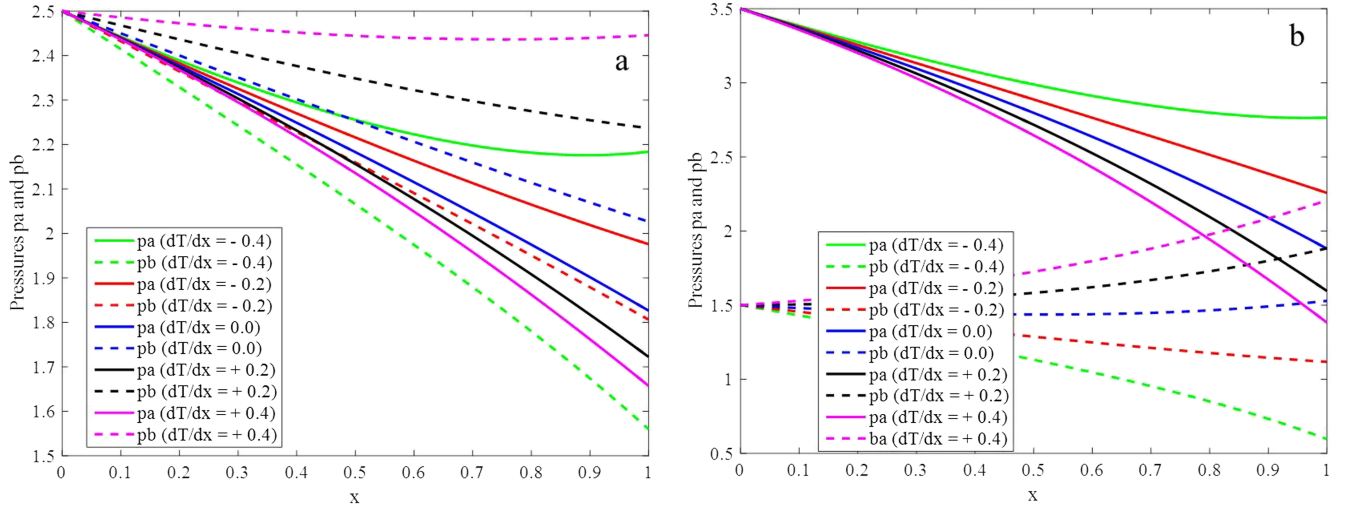 a
Pressures pa and pb
2.5
2.4
2.3
2.2
2.1
2
1.9
1.8
1.7
1.6
1.5
pa (dT/dx = - 0.4)
pb (dT/dx = - 0.4)
pa (dT/dx = - 0.2)
pb (dT/dx = - 0.2)
pa (dT/dx = 0.0)
pb (dT/dx = 0.0)
pa (dT/dx = + 0.2)
pb (dT/dx = + 0.2)
pa (dT/dx = + 0.4)
pb (dT/dx = + 0.4)
0 0.1 0.2 0.3 0.4 0.5 0.6 0.7 0.8 0.9 1
x
b
Pressures pa and pb
3.5
3
2.5
2
1.5
1
0.5
pa (dT/dx = - 0.4)
pb (dT/dx = - 0.4)
pa (dT/dx = - 0.2)
pb (dT/dx = - 0.2)
pa (dT/dx = 0.0)
pb (dT/dx = 0.0)
pa (dT/dx = + 0.2)
pb (dT/dx = + 0.2)
pa (dT/dx = + 0.4)
ba (dT/dx = + 0.4)
0 0.1 0.2 0.3 0.4 0.5 0.6 0.7 0.8 0.9 1
x